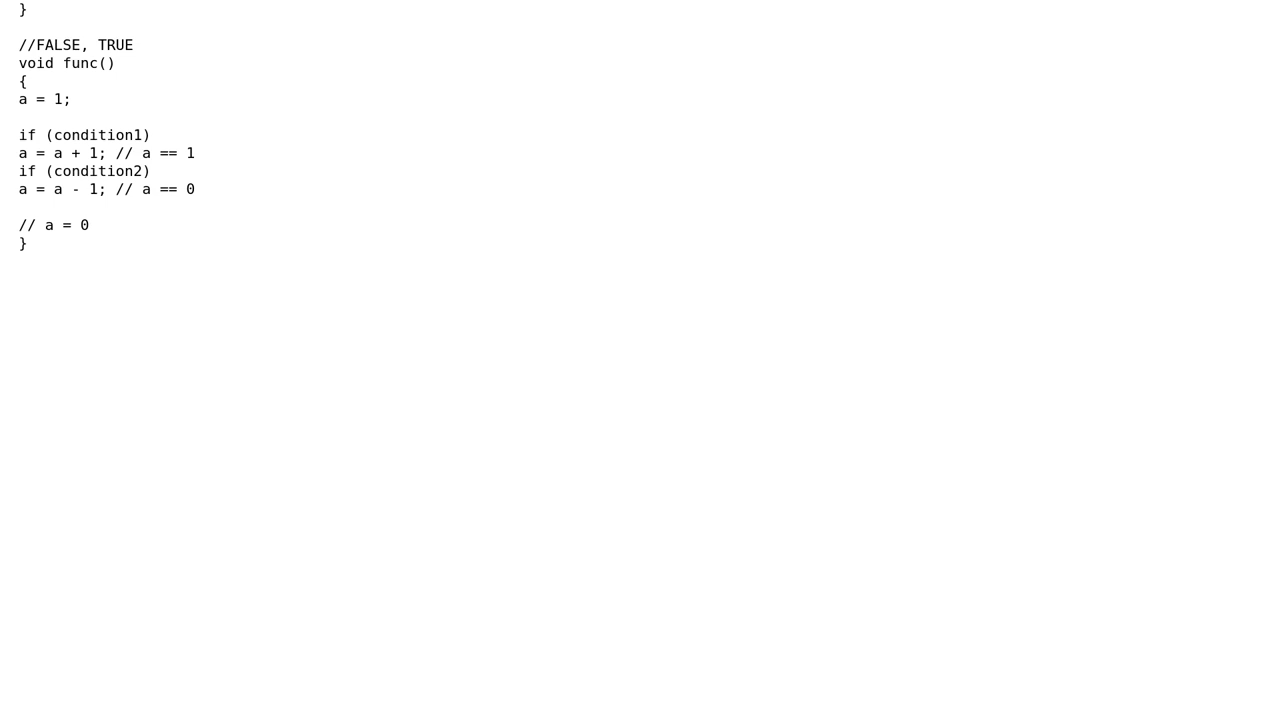 }
//FALSE, TRUE
void func()
{
a = 1;
if (condition1)
a = a + 1; // a == 1
if (condition2)
a = a - 1; // a == 0
// a = 0
}